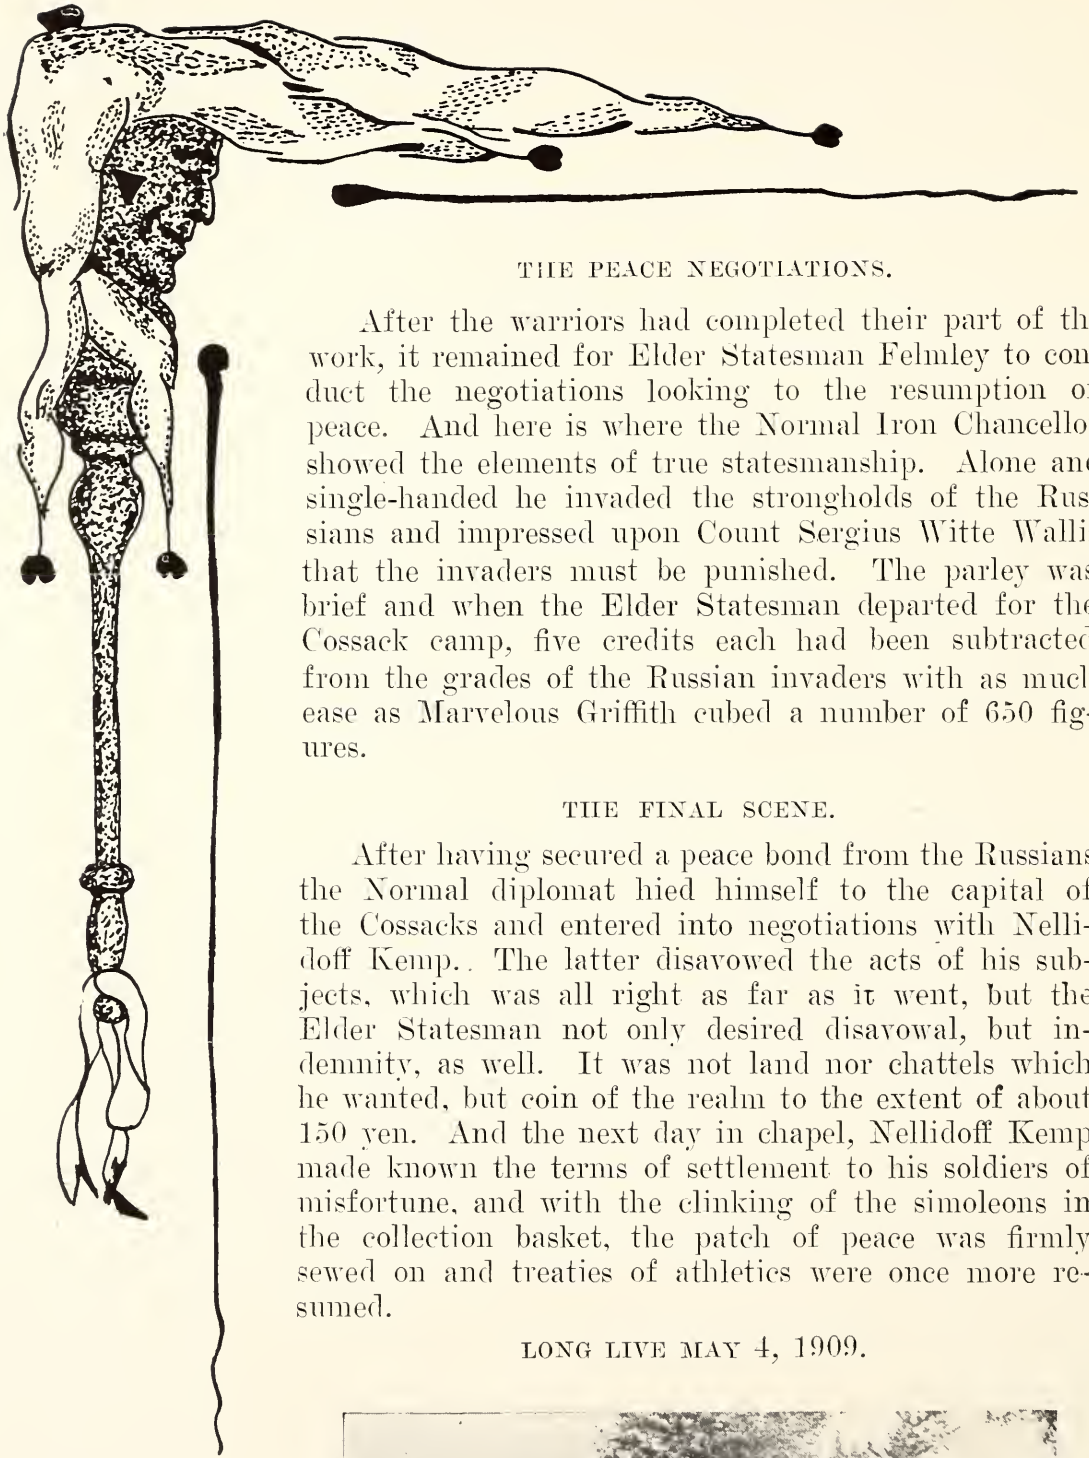 THE PEACE NEGOTIATIONS.
After the warriors had completed their part of th
work, it remained for Elder Statesman Felmley to con
duct the negotiations looking to the resumption o
peace. And here is where the Normal Iron Chancello
showed the elements of true statesmanship. Alone and
single-handed he invaded the strongholds of the Rus
sians and impressed upon Count Sergius Witte Walli
that the invaders must be punished. The parley was
brief and when the Elder Statesman departed for the
Cossack camp, five credits each had been subtracted
from the grades of the Russian invaders with as much
ease as Marvelous Griffith cubed a number of 650 fig-
ures.
THE FINAL SCENE.
After having secured a peace bond from the Russians
the Normal diplomat hied himself to the capital of
the Cossacks and entered into negotiations with Nelli-
doff Kemp.. The latter disavowed the acts of his sub-
jects, which was all right as far as it went, but the
Elder Statesman not only desired disavowal, but in-
demnity, as well. It was not land nor chattels which
he wanted, but coin of the realm to the extent of about
150 yen. And the next day in chapel, Nellidoff Kemp
made known the terms of settlement to his soldiers of
misfortune, and with the clinking of the simoleons in
the collection basket, the patch of peace was firmly
sewed on and treaties of athletics were once more re-
sumed.
LONG LIVE MAY 4, 1909.